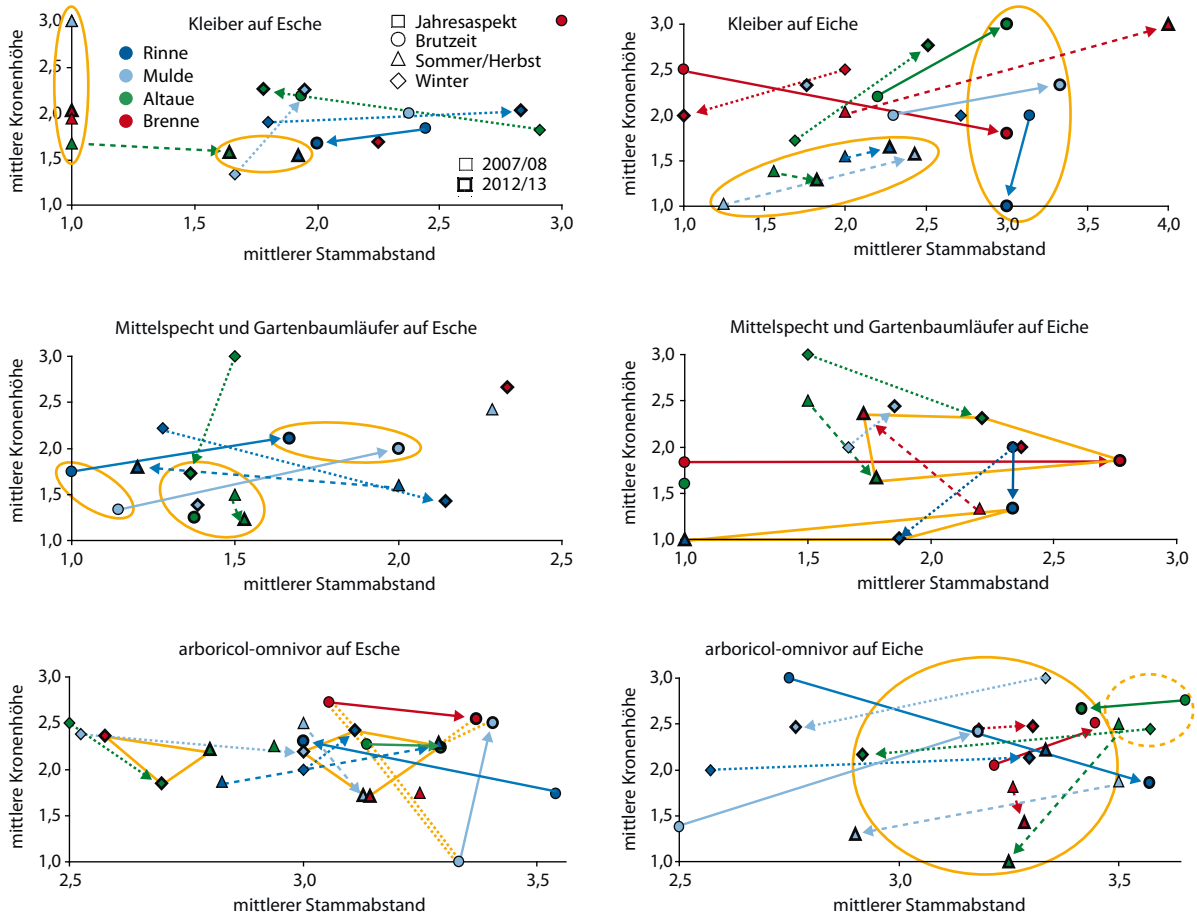 Kleiber auf Esche
mittlere Kronenhöhe
3,0
2,5
2,0
1,5
1,0
Rinne
Mulde
Altaue
Brenne
Jahresaspekt
Brutzeit
Sommer/Herbst
Winter
2007/08
2012/13
1,0
1,5
2,0
2,5
3,0
mittlerer Stammabstand
Kleiber auf Eiche
mittlere Kronenhöhe
3,0
2,5
2,0
1,5
1,0
1,0
1,5
2,0
2,5
3,0
3,5
4,0
mittlerer Stammabstand
Mittelspecht und Gartenbaumläufer auf Esche
mittlere Kronenhöhe
3,0
2,5
2,0
1,5
1,0
1,0
1,5
2,0
2,5
mittlerer Stammabstand
Mittelspecht und Gartenbaumläufer auf Eiche
mittlere Kronenhöhe
3,0
2,5
2,0
1,5
1,0
1,0
1,5
2,0
2,5
3,0
mittlerer Stammabstand
arboricol-omnivor auf Esche
mittlere Kronenhöhe
3,0
2,5
2,0
1,5
1,0
2,5
3,0
3,5
mittlerer Stammabstand
arboricol-omnivor auf Eiche
mittlere Kronenhöhe
3,0
2,5
2,0
1,5
1,0
2,5
3,0
3,5
mittlerer Stammabstand